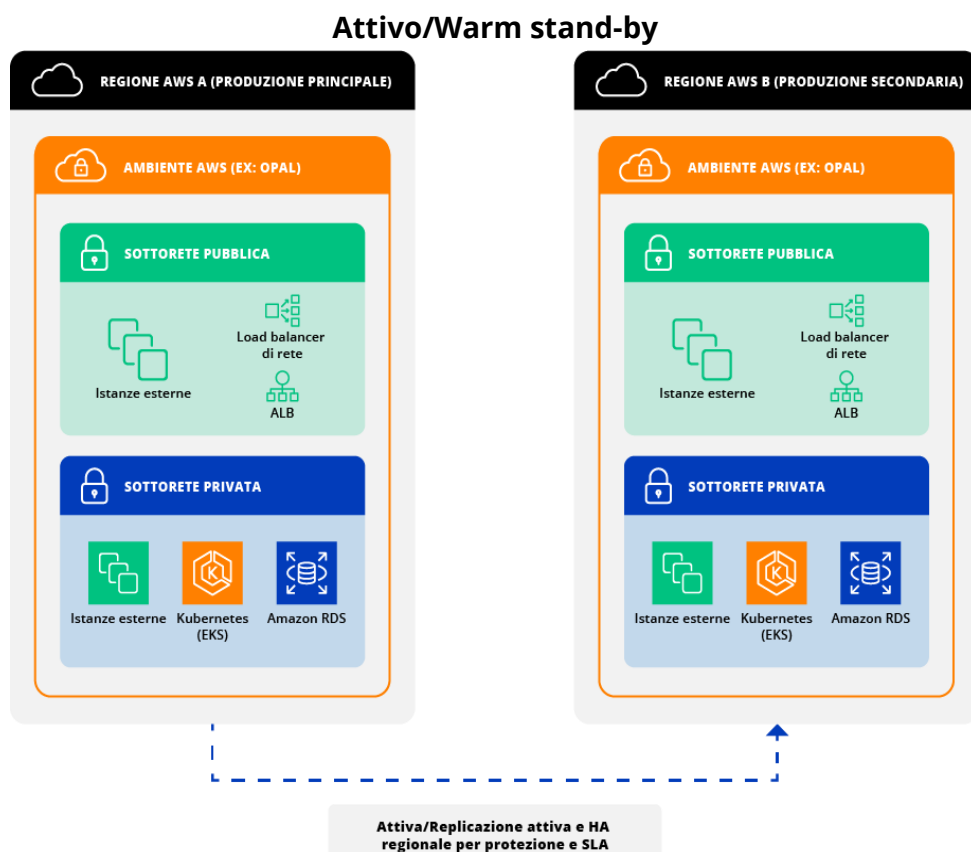 Attivo/Warm stand-by
REGIONE AWS A (PRODUZIONE PRINCIPALE)
AMBIENTE AWS (EX: OPAL)
SOTTORETE PUBBLICA
Istanze esterne
Load balancer
di rete
ALB
SOTTORETE PRIVATA
Istanze esterne
Kubernetes
(EKS)
Amazon RDS
REGIONE AWS B (PRODUZIONE SECONDARIA)
AMBIENTE AWS (EX: OPAL)
SOTTORETE PUBBLICA
Istanze esterne
Load balancer
di rete
ALB
SOTTORETE PRIVATA
Istanze esterne
Kubernetes
(EKS)
Amazon RDS
Attiva/Replicazione attiva e HA
regionale per protezione e SLA